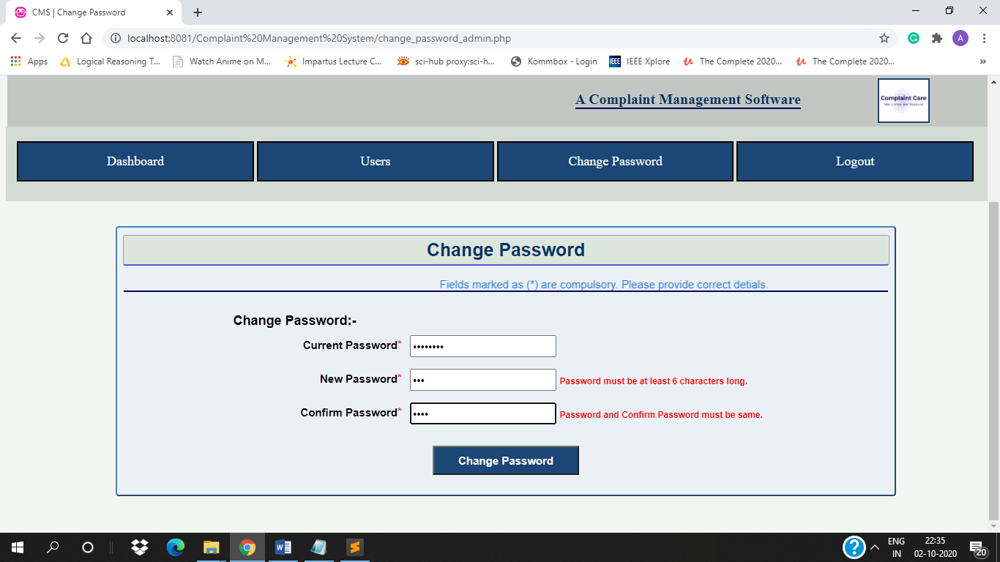 CMS | Change Password
localhost:8081/Complaint%20Management%20System/change_password_admin.php
A
Apps
Logical Reasoning T...
Watch Anime on M...
Impartus Lecture C...
sci-hub proxy:sci-h...
Kommbox - Login
IEEE
IEEE Xplore
The Complete 2020...
The Complete 2020...
A Complaint Management Software
Complaint Care
Dashboard
Users
Change Password
Logout
Change Password
Fields marked as (*) are compulsory. Please provide correct detials.
Change Password:-
Current Password*
New Password*
Password must be at least 6 characters long.
Confirm Password*
Password and Confirm Password must be same.
Change Password
ENG
IN
22:35
02-10-2020
20